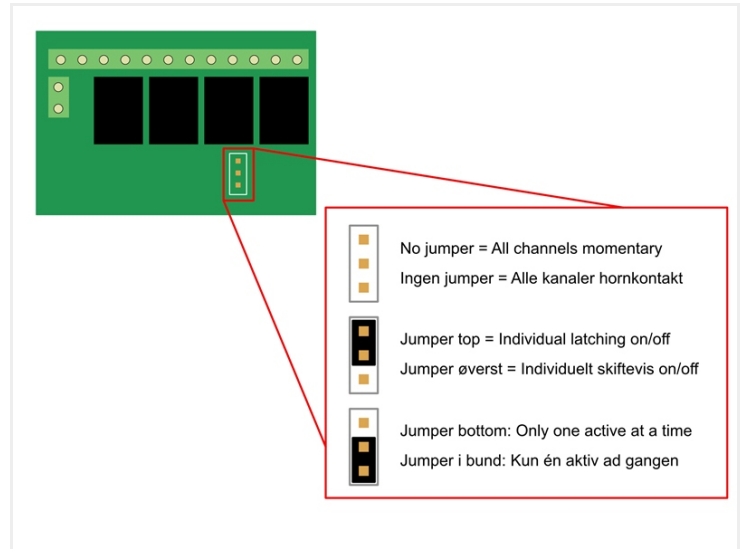 No jumper = All channels momentary
Ingen jumper = Alle kanaler hornkontakt
Jumper top = Individual latching on/off
Jumper øverst = Individuelt skiftevis on/off
Jumper bottom: Only one active at a time
Jumper i bund: Kun én aktiv ad gangen